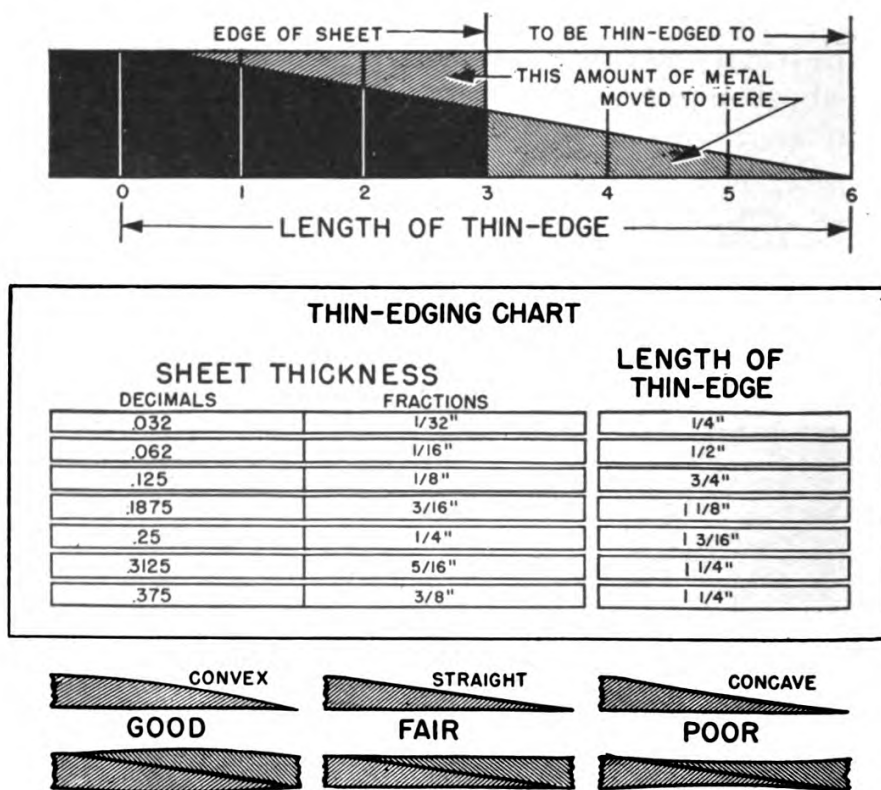 EDGE OF SHEET TO BE THIN-EDGED TO
THIS AMOUNT OF METAL
MOVED TO HERE
0 1 2 3 4 5 6
LENGTH OF THIN-EDGE
THIN-EDGING CHART
SHEET THICKNESS LENGTH OF THIN-EDGE
DECIMALS FRACTIONS
.032 1/32" 1/4"
.062 1/16" 1/2"
.125 1/8" 3/4"
.1875 3/16" 1 1/8"
.25 1/4" 1 3/16"
.3125 5/16" 1 1/4"
.375 3/8" 1 1/4"
CONVEX STRAIGHT CONCAVE
GOOD FAIR POOR